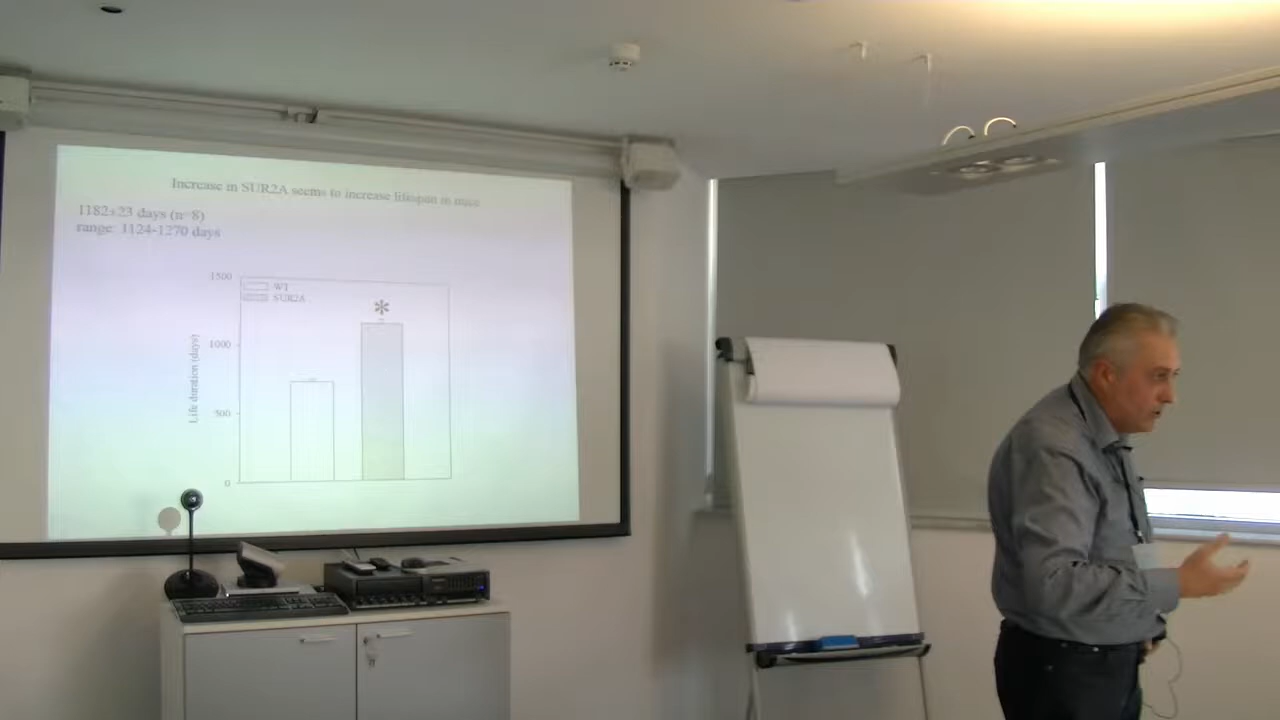 Increase in SUR2A seems to increase lifespan in mice
1182±23 days (n=8)
range: 1124-1270 days
1500
WT
SUR2A
*
1000
Life duration (days)
500
0